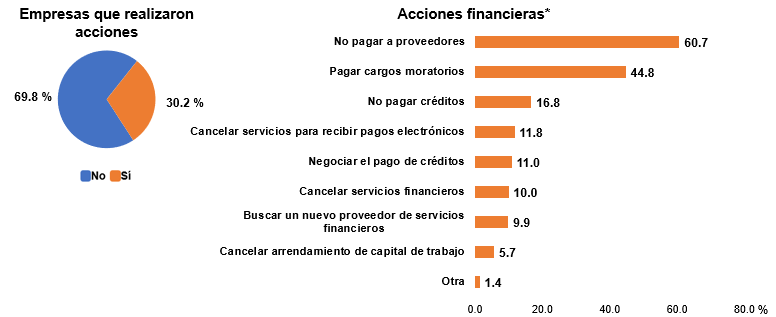 Empresas que realizaron
acciones
69.8 %
30.2 %
No Sí
Acciones financieras*
No pagar a proveedores 60.7
Pagar cargos moratorios 44.8
No pagar créditos 16.8
Cancelar servicios para recibir pagos electrónicos 11.8
Negociar el pago de créditos 11.0
Cancelar servicios financieros 10.0
Buscar un nuevo proveedor de servicios
financieros 9.9
Cancelar arrendamiento de capital de trabajo 5.7
Otra 1.4
0.0 20.0 40.0 60.0 80.0 %